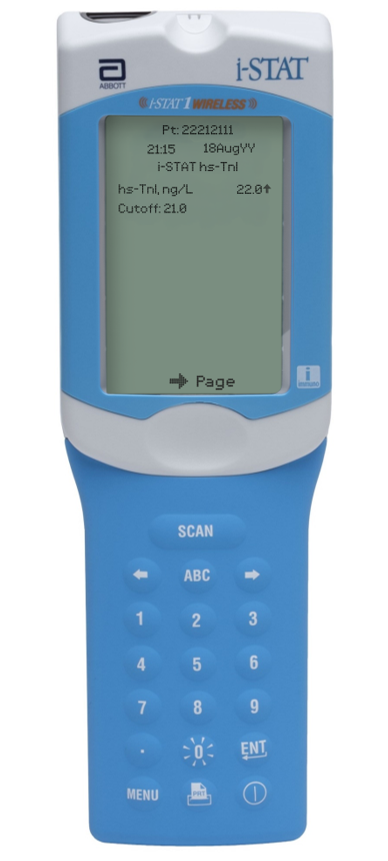 ABBOTT
i-STAT
i-STAT 1 WIRELESS
Pt: 22212111
21:15 18AugYY
i-STAT hs-TnI
hs-TnI, ng/L 22.0↑
Cutoff: 21.0
➡ Page
i
SCAN
← ABC →
1 2 3
4 5 6
7 8 9
. 0 ENT
MENU PRT